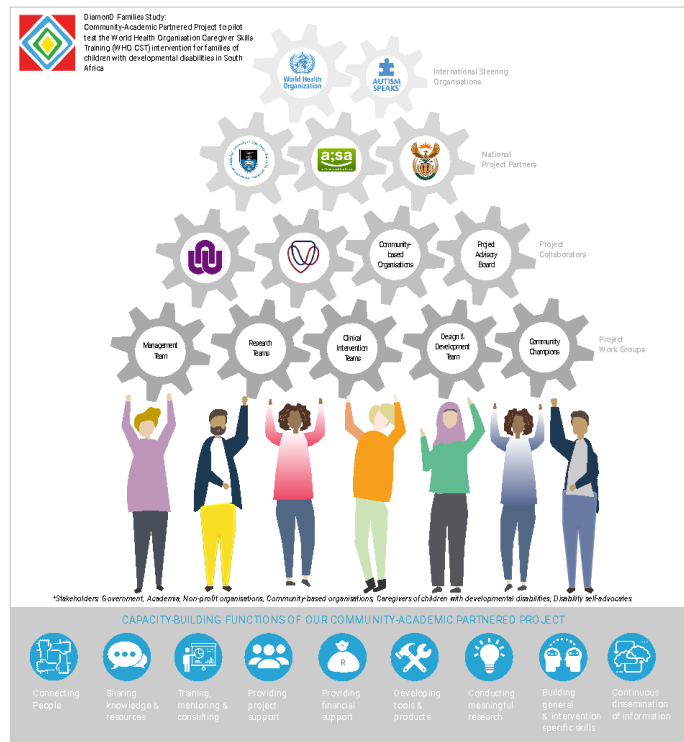 DiamonD Families Study:
Community-Academic Partnered Project to pilot
test the World Health Organisation Caregiver Skills
Training (WHO CST) intervention for families of
children with developmental disabilities in South
Africa
World Health
Organization
AUTISM
SPEAKS
International Steering
Organisations
a;sa
National
Project Partners
Community-
based
Organisations
Project
Advisory
Board
Project
Collaborators
Management
Team
Research
Teams
Clinical
Intervention
Teams
Design &
Development
Team
Community
Champions
Project
Work Groups
*Stakeholders: Government, Academia, Non-profit organisations, Community-based organisations, Caregivers of children with developmental disabilities, Disability self-advocates
CAPACITY-BUILDING FUNCTIONS OF OUR COMMUNITY-ACADEMIC PARTNERED PROJECT
R
Connecting
People
Sharing
knowledge &
resources
Training,
mentoring &
consulting
Providing
project
support
Providing
financial
support
Developing
tools &
products
Conducting
meaningful
research
Building
general
& intervention
specific skills
Continuous
dissemination
of information